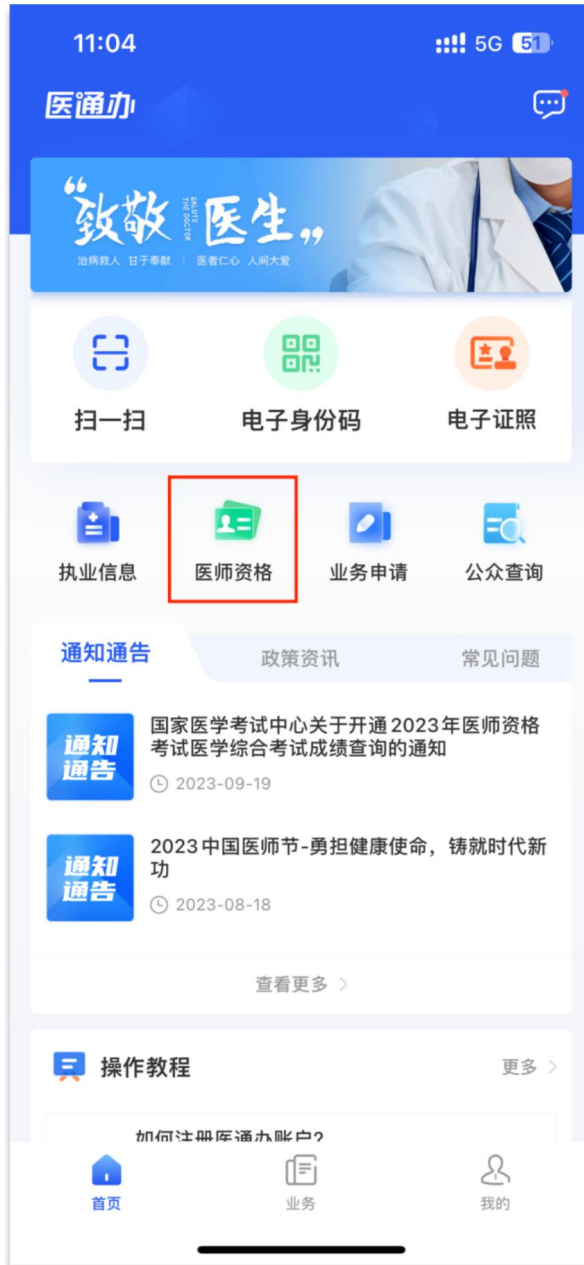 11:04
5G 51
医通办
“致敬医生”
SALUTE
THE DOCTOR
治病救人 甘于奉献 | 医者仁心 人间大爱
扫一扫 电子身份码 电子证照
执业信息 医师资格 业务申请 公众查询
通知通告 政策资讯 常见问题
通知
通告
国家医学考试中心关于开通2023年医师资格
考试医学综合考试成绩查询的通知
2023-09-19
通知
通告
2023中国医师节-勇担健康使命，铸就时代新
功
2023-08-18
查看更多 >
操作教程 更多 >
如何注册医通办账户?
首页 业务 我的